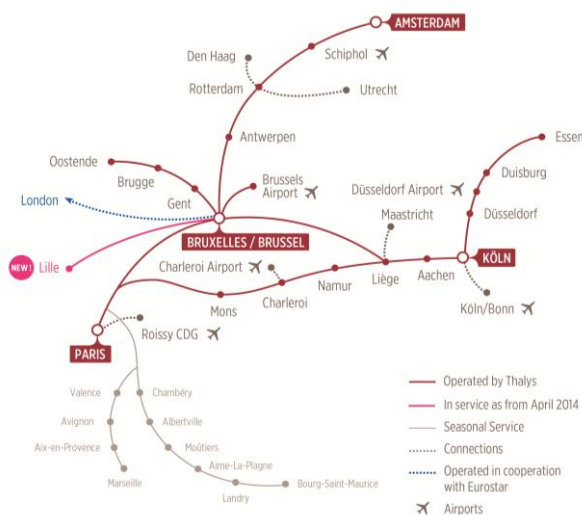 AMSTERDAM
Schiphol
Den Haag
Rotterdam
Utrecht
Antwerpen
Essen
Duisburg
Düsseldorf Airport
Düsseldorf
Oostende
Brugge
Gent
Brussels
Airport
London
BRUXELLES / BRUSSEL
Maastricht
KÖLN
NEW!
Lille
Charleroi Airport
Liège
Aachen
Namur
Charleroi
Mons
Köln/Bonn
Roissy CDG
PARIS
Valence
Chambéry
Avignon
Albertville
Aix-en-Provence
Moûtiers
Aime-La-Plagne
Marseille
Landry
Bourg-Saint-Maurice
Operated by Thalys
In service as from April 2014
Seasonal Service
Connections
Operated in cooperation
with Eurostar
Airports